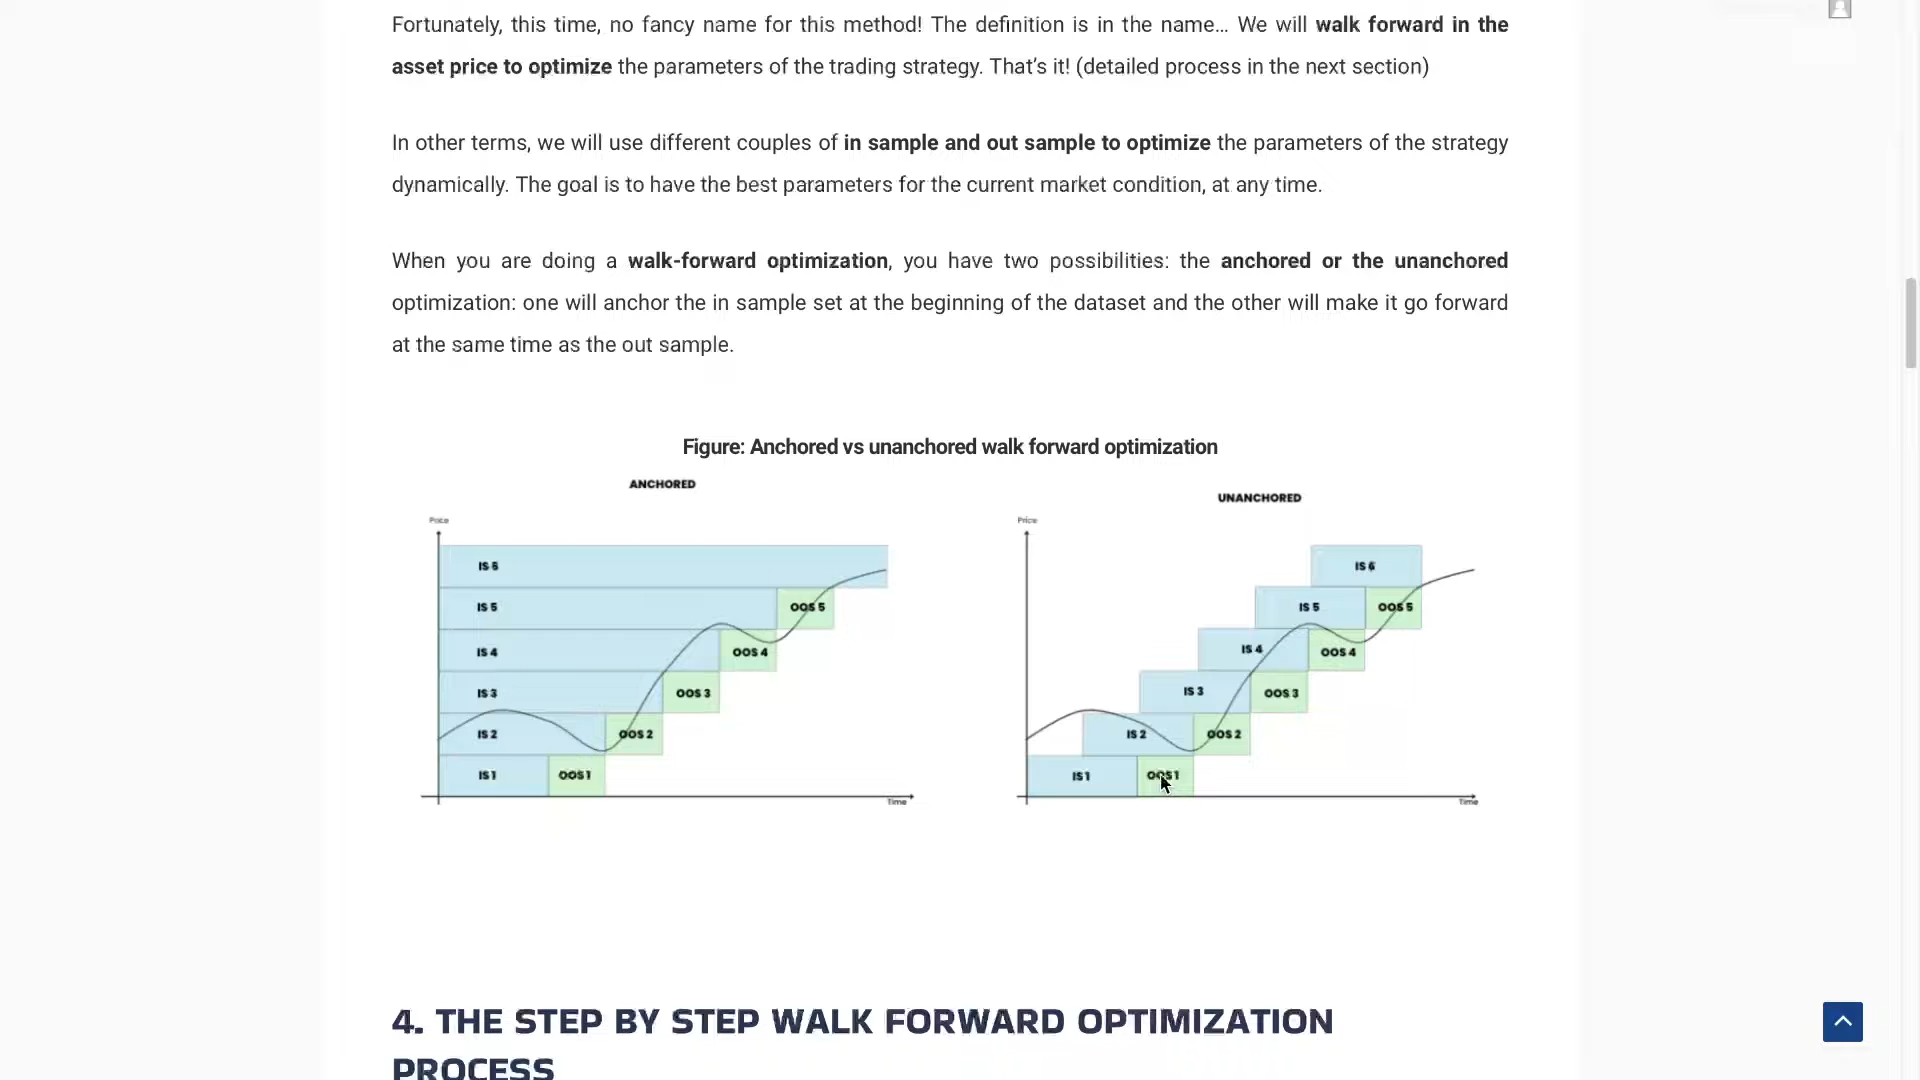 Fortunately, this time, no fancy name for this method! The definition is in the name… We will walk forward in the
asset price to optimize the parameters of the trading strategy. That’s it! (detailed process in the next section)
In other terms, we will use different couples of in sample and out sample to optimize the parameters of the strategy
dynamically. The goal is to have the best parameters for the current market condition, at any time.
When you are doing a walk-forward optimization, you have two possibilities: the anchored or the unanchored
optimization: one will anchor the in sample set at the beginning of the dataset and the other will make it go forward
at the same time as the out sample.
Figure: Anchored vs unanchored walk forward optimization
ANCHORED
Price
IS 6
IS 5
OOS 5
IS 4
OOS 4
IS 3
OOS 3
IS 2
OOS 2
IS 1
OOS 1
Time
UNANCHORED
Price
IS 6
IS 5
OOS 5
IS 4
OOS 4
IS 3
OOS 3
IS 2
OOS 2
IS 1
OOS 1
Time
4. THE STEP BY STEP WALK FORWARD OPTIMIZATION
PROCESS